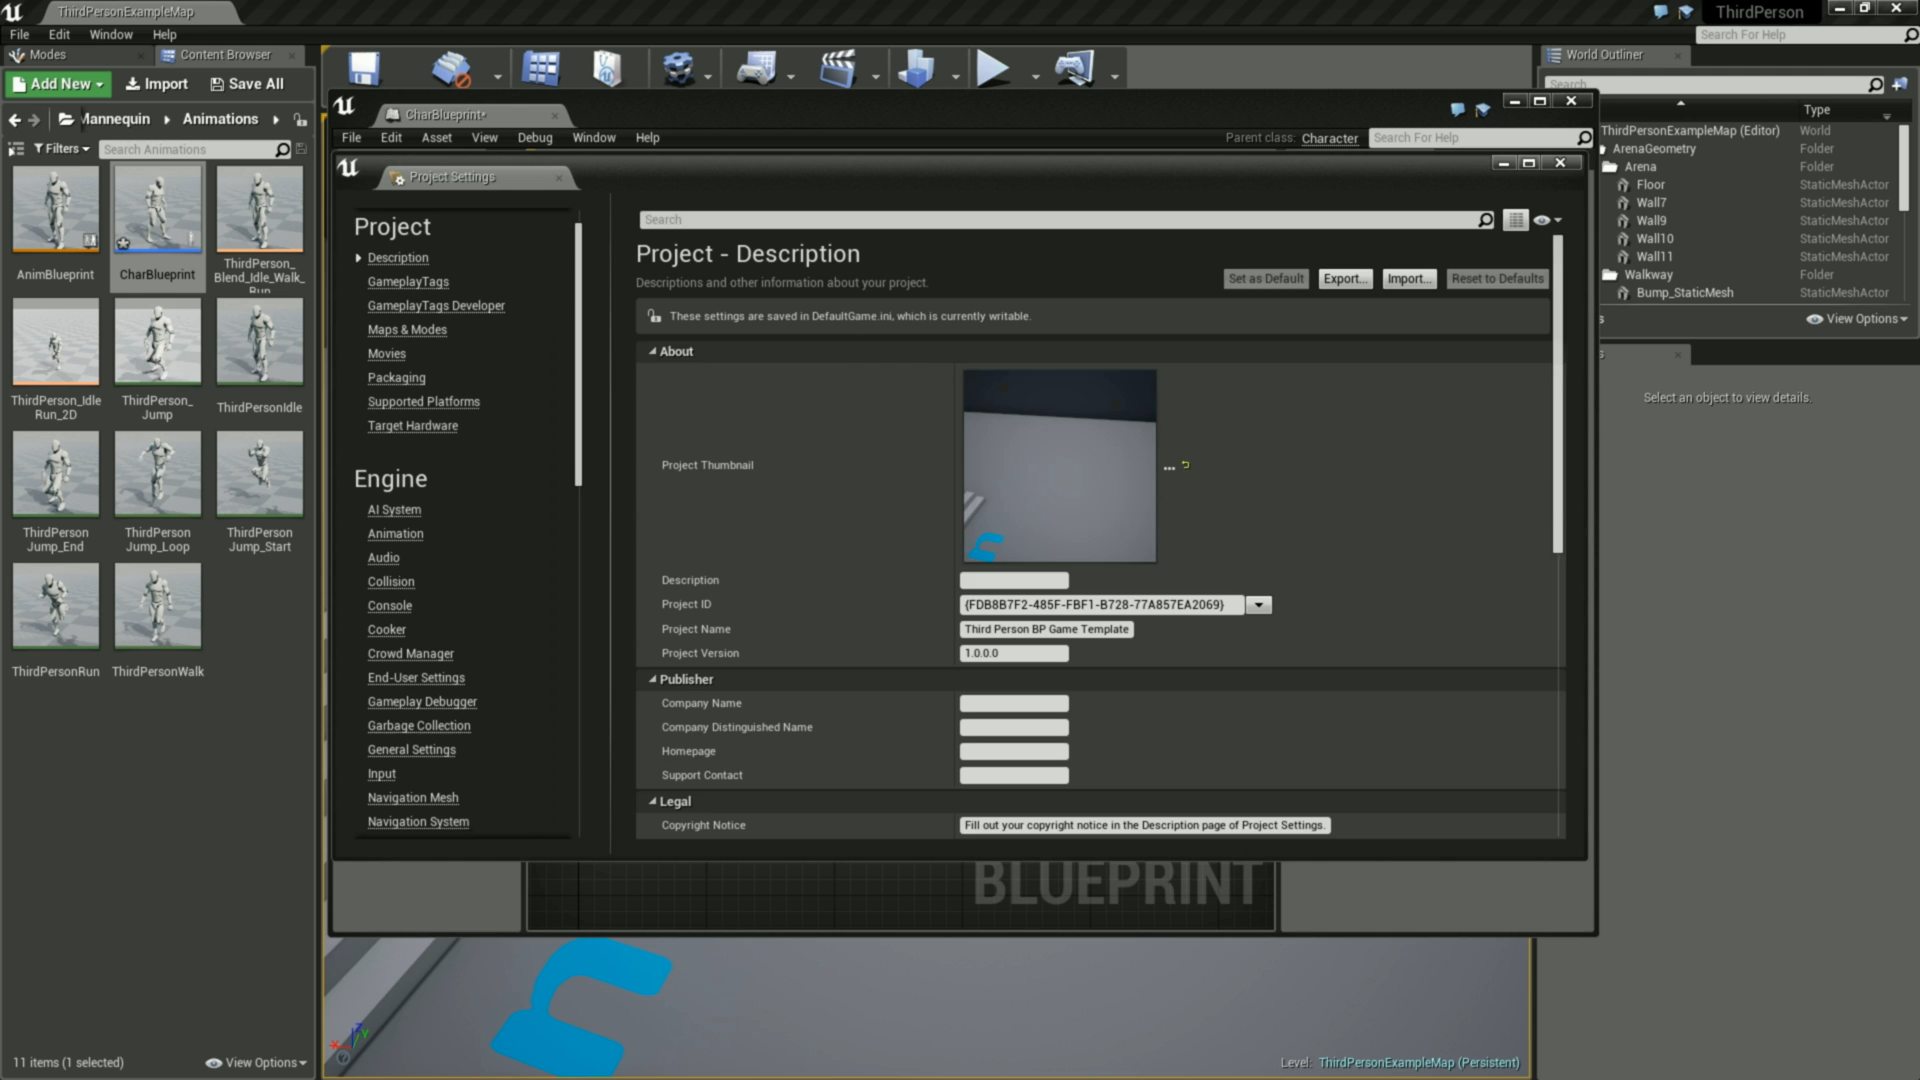 ThirdPersonExampleMap
ThirdPerson
File Edit Window Help
Search For Help
Modes
Content Browser
World Outliner
Add New
Import
Save All
Search
Mannequin
Animations
Filters
Search Animations
CharBlueprint*
File Edit Asset View Debug Window Help
Parent class: Character
Search For Help
Type
ThirdPersonExampleMap (Editor) World
ArenaGeometry Folder
Arena Folder
Floor StaticMeshActor
Wall7 StaticMeshActor
Wall9 StaticMeshActor
Wall10 StaticMeshActor
Wall11 StaticMeshActor
Walkway Folder
Bump_StaticMesh StaticMeshActor
View Options
Select an object to view details.
AnimBlueprint
CharBlueprint
ThirdPerson_
Blend_Idle_Walk_
Run
ThirdPerson_Idle
Run_2D
ThirdPerson_
Jump
ThirdPersonIdle
ThirdPerson
Jump_End
ThirdPerson
Jump_Loop
ThirdPerson
Jump_Start
ThirdPersonRun
ThirdPersonWalk
11 items (1 selected)
View Options
Project Settings
Project
Description
GameplayTags
GameplayTags Developer
Maps & Modes
Movies
Packaging
Supported Platforms
Target Hardware
Engine
AI System
Animation
Audio
Collision
Console
Cooker
Crowd Manager
End-User Settings
Gameplay Debugger
Garbage Collection
General Settings
Input
Navigation Mesh
Navigation System
Search
Project - Description
Descriptions and other information about your project.
Set as Default
Export...
Import...
Reset to Defaults
These settings are saved in DefaultGame.ini, which is currently writable.
About
Project Thumbnail
Description
Project ID {FDB8B7F2-485F-FBF1-B728-77A857EA2069}
Project Name Third Person BP Game Template
Project Version 1.0.0.0
Publisher
Company Name
Company Distinguished Name
Homepage
Support Contact
Legal
Copyright Notice Fill out your copyright notice in the Description page of Project Settings.
BLUEPRINT
Level: ThirdPersonExampleMap (Persistent)